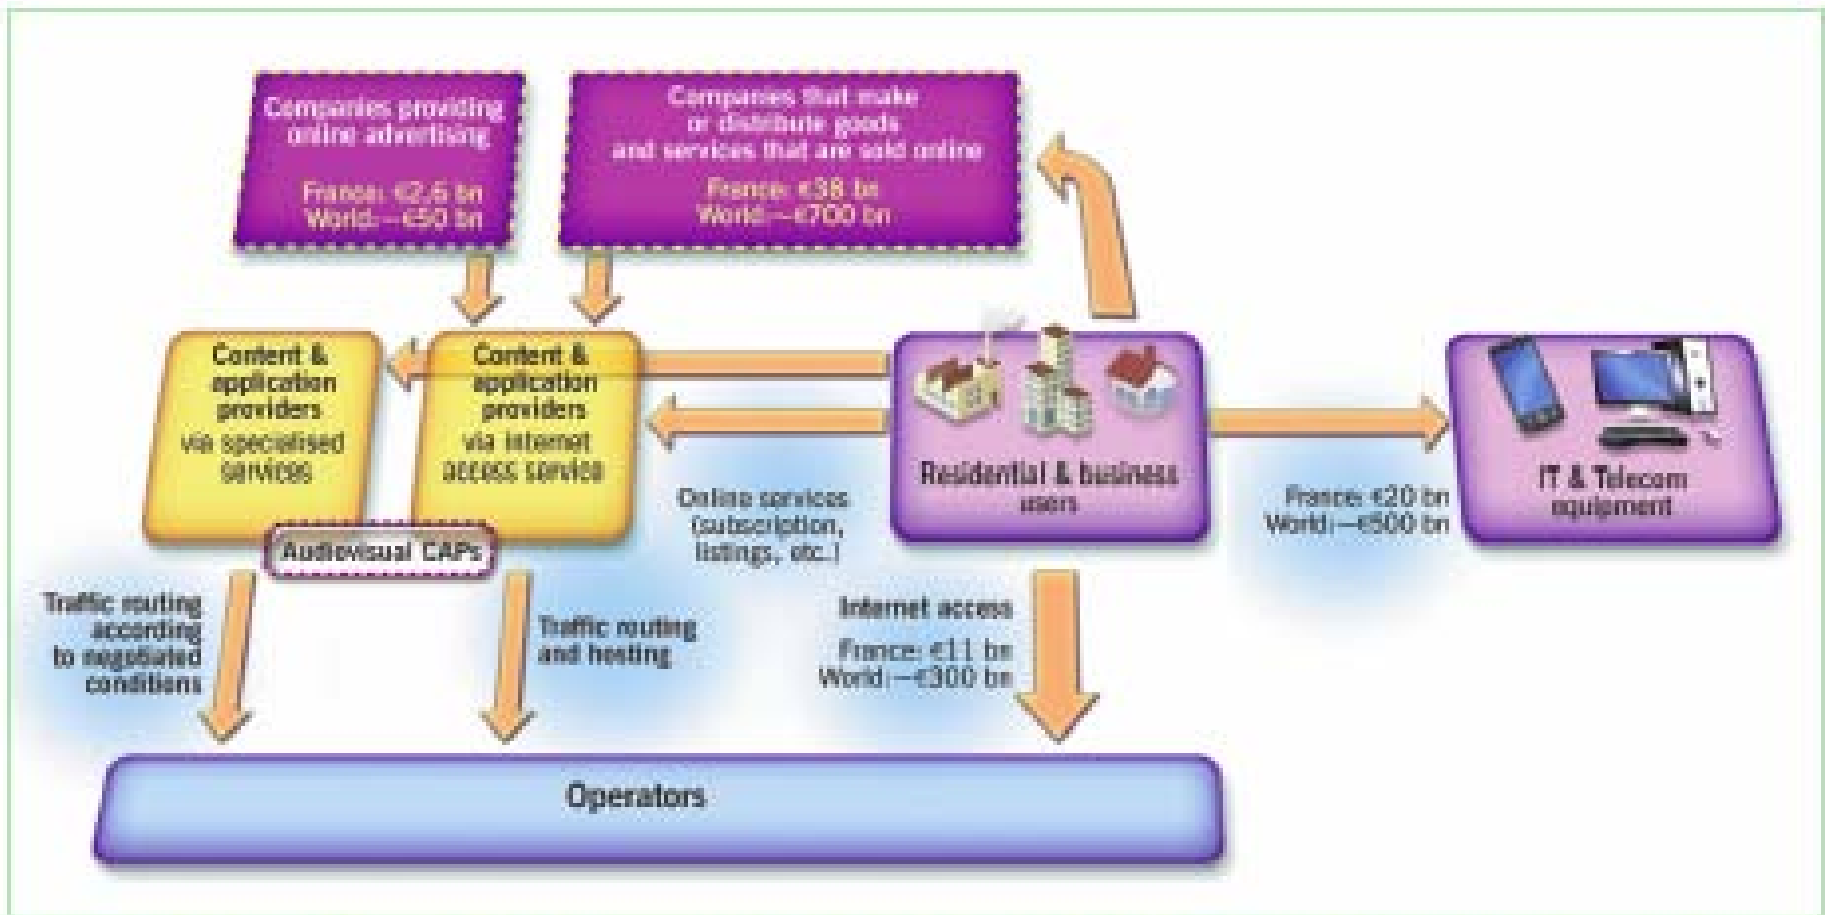 Companies providing
online advertising
France: €2,6 bn
World:~€50 bn
Companies that make
or distribute goods
and services that are sold online
France: €38 bn
World:~€700 bn
Content &
application
providers
via specialised
services
Content &
application
providers
via internet
access service
Audiovisual CAPs
Online services
(subscription,
listings, etc.)
Residential & business
users
France: €20 bn
World:~€500 bn
IT & Telecom
equipment
Traffic routing
according
to negotiated
conditions
Traffic routing
and hosting
Internet access
France: €11 bn
World:~€300 bn
Operators